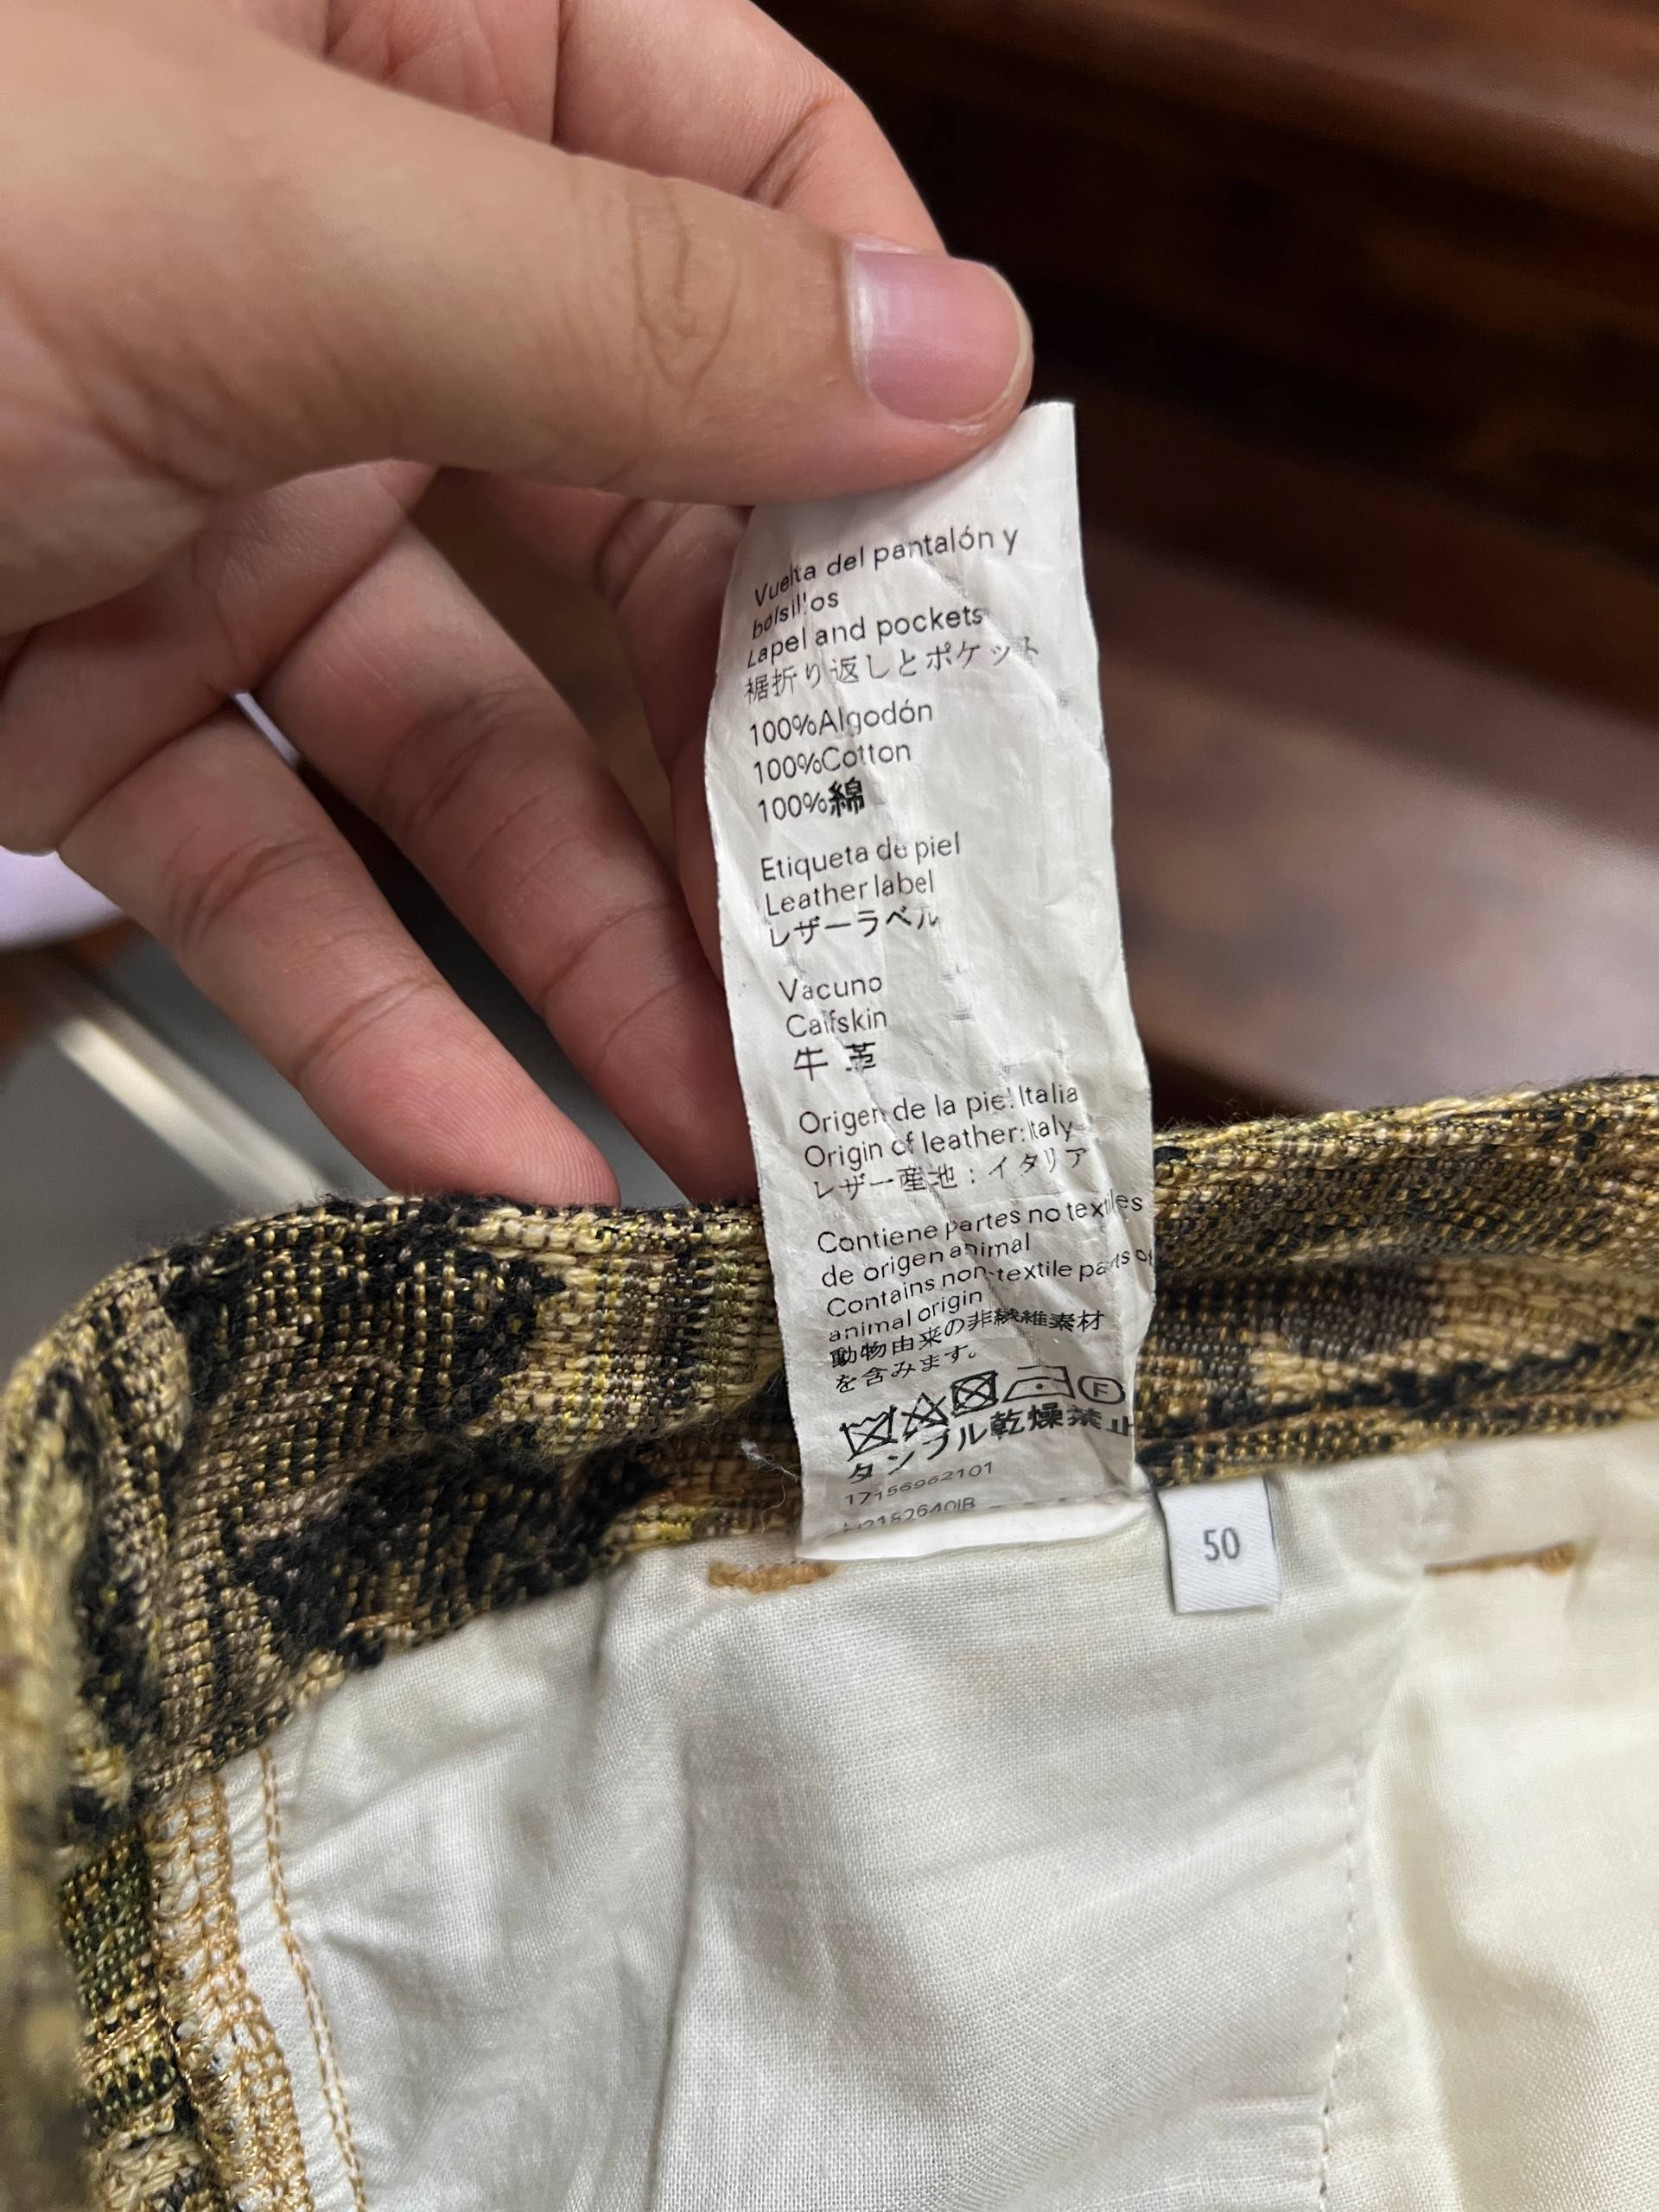 Vuelta del pantalón y
bolsillos
Lapel and pockets
裾折り返しとポケット
100%Algodón
100%Cotton
100%綿
Etiqueta de piel
Leather label
レザーラベル
Vacuno
Calfskin
牛 革
Origen de la piel:Italia
Origin of leather:Italy
レザー産地:イタリア
Contiene partes no textiles
de origen animal
Contains non-textile parts of
animal origin
動物由来の非繊維素材
を含みます。
F
タンブル乾燥禁止
17156962101
H2182640IB
50